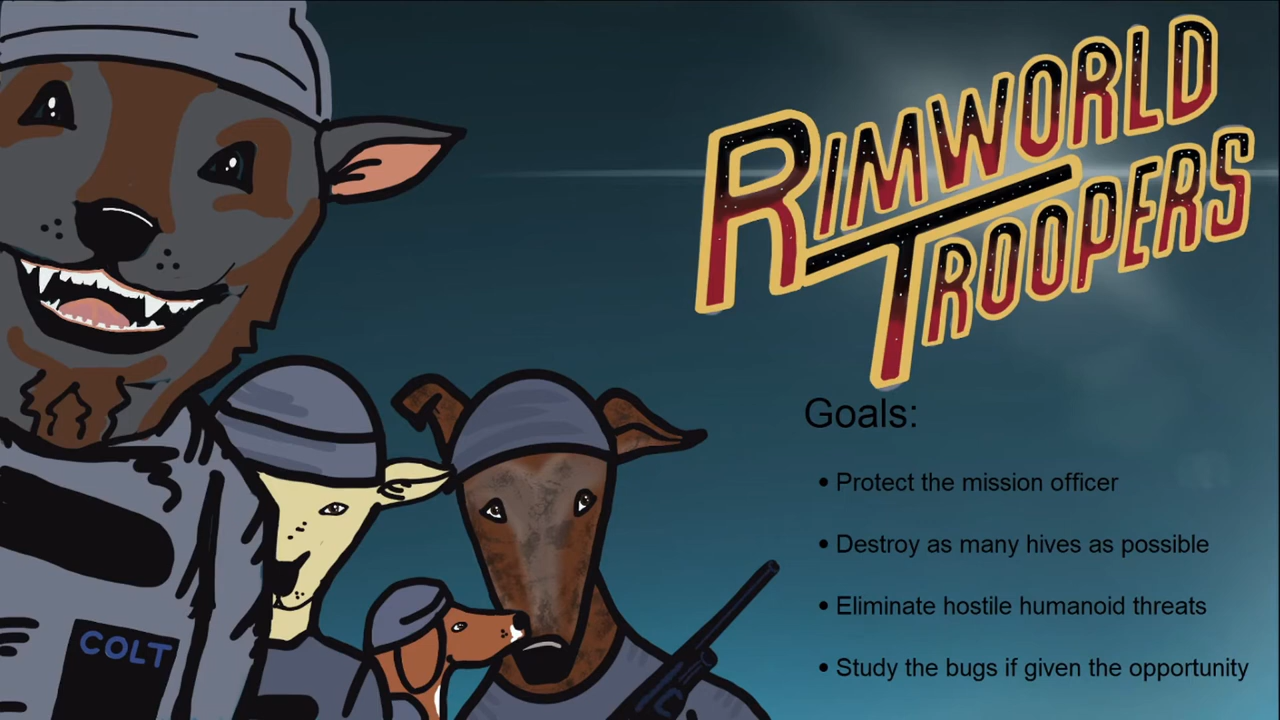 RIMWORLD
TROOPERS
Goals:
• Protect the mission officer
• Destroy as many hives as possible
• Eliminate hostile humanoid threats
• Study the bugs if given the opportunity
COLT